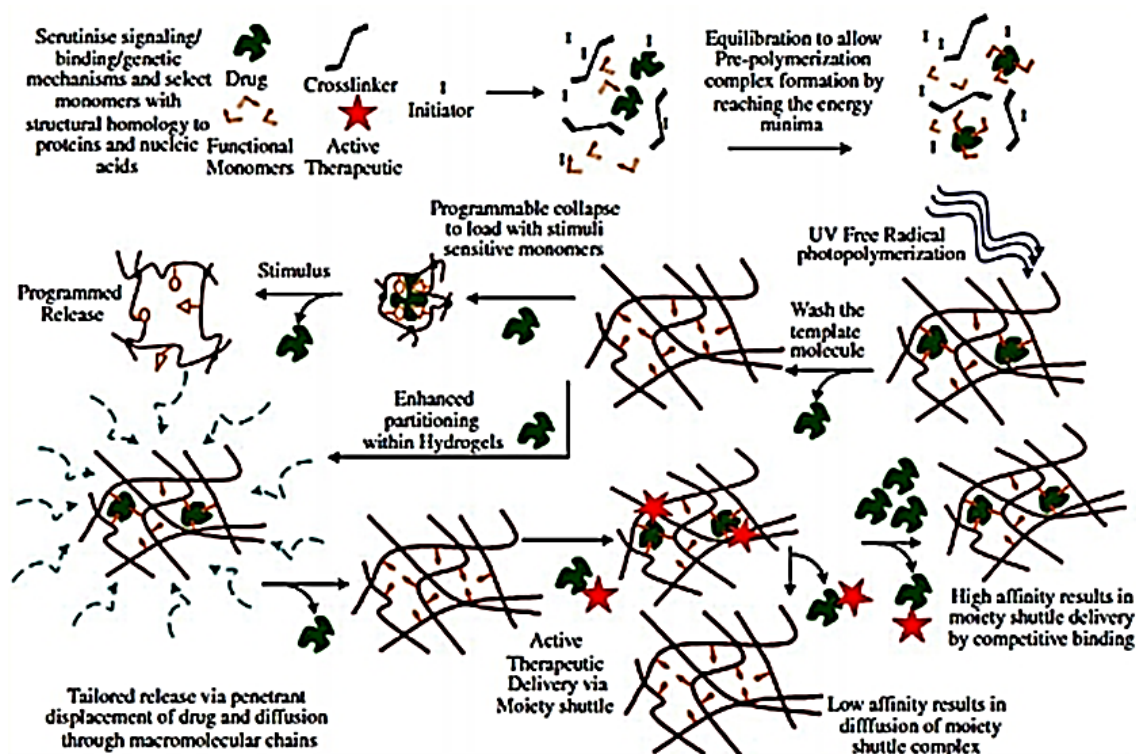 Scrutinise signaling/
binding/genetic
mechanisms and select
monomers with
structural homology to
proteins and nucleic
acids
Drug
Functional
Monomers
Crosslinker
Active
Therapeutic
I
Initiator
I
I
I
I
I
I
I
Equilibration to allow
Pre-polymerization
complex formation by
reaching the energy
minima
I
I
I
I
I
I
I
UV Free Radical
photopolymerization
Programmable collapse
to load with stimuli
sensitive monomers
Stimulus
Programmed
Release
Wash the
template
molecule
Enhanced
partitioning
within Hydrogels
Active
Therapeutic
Delivery via
Moiety shuttle
High affinity results in
moiety shuttle delivery
by competitive binding
Tailored release via penetrant
displacement of drug and diffusion
through macromolecular chains
Low affinity results in
difffusion of moiety
shuttle complex